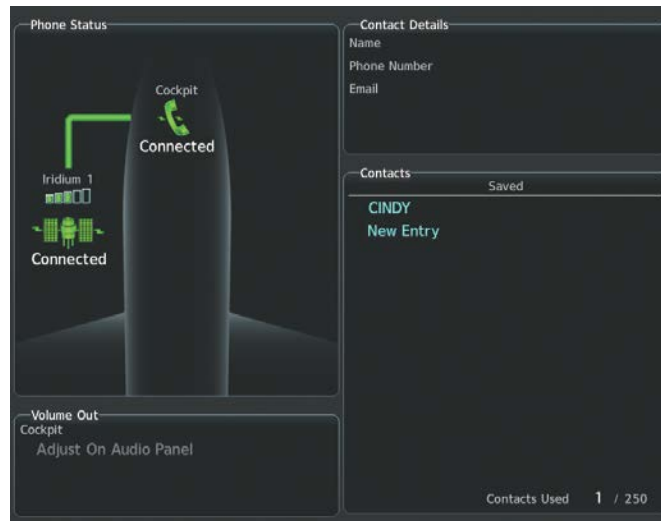 Phone Status
Cockpit
Connected
Iridium 1
Connected
Volume Out
Cockpit
Adjust On Audio Panel
Contact Details
Name
Phone Number
Email
Contacts
Saved
CINDY
New Entry
Contacts Used 1 / 250